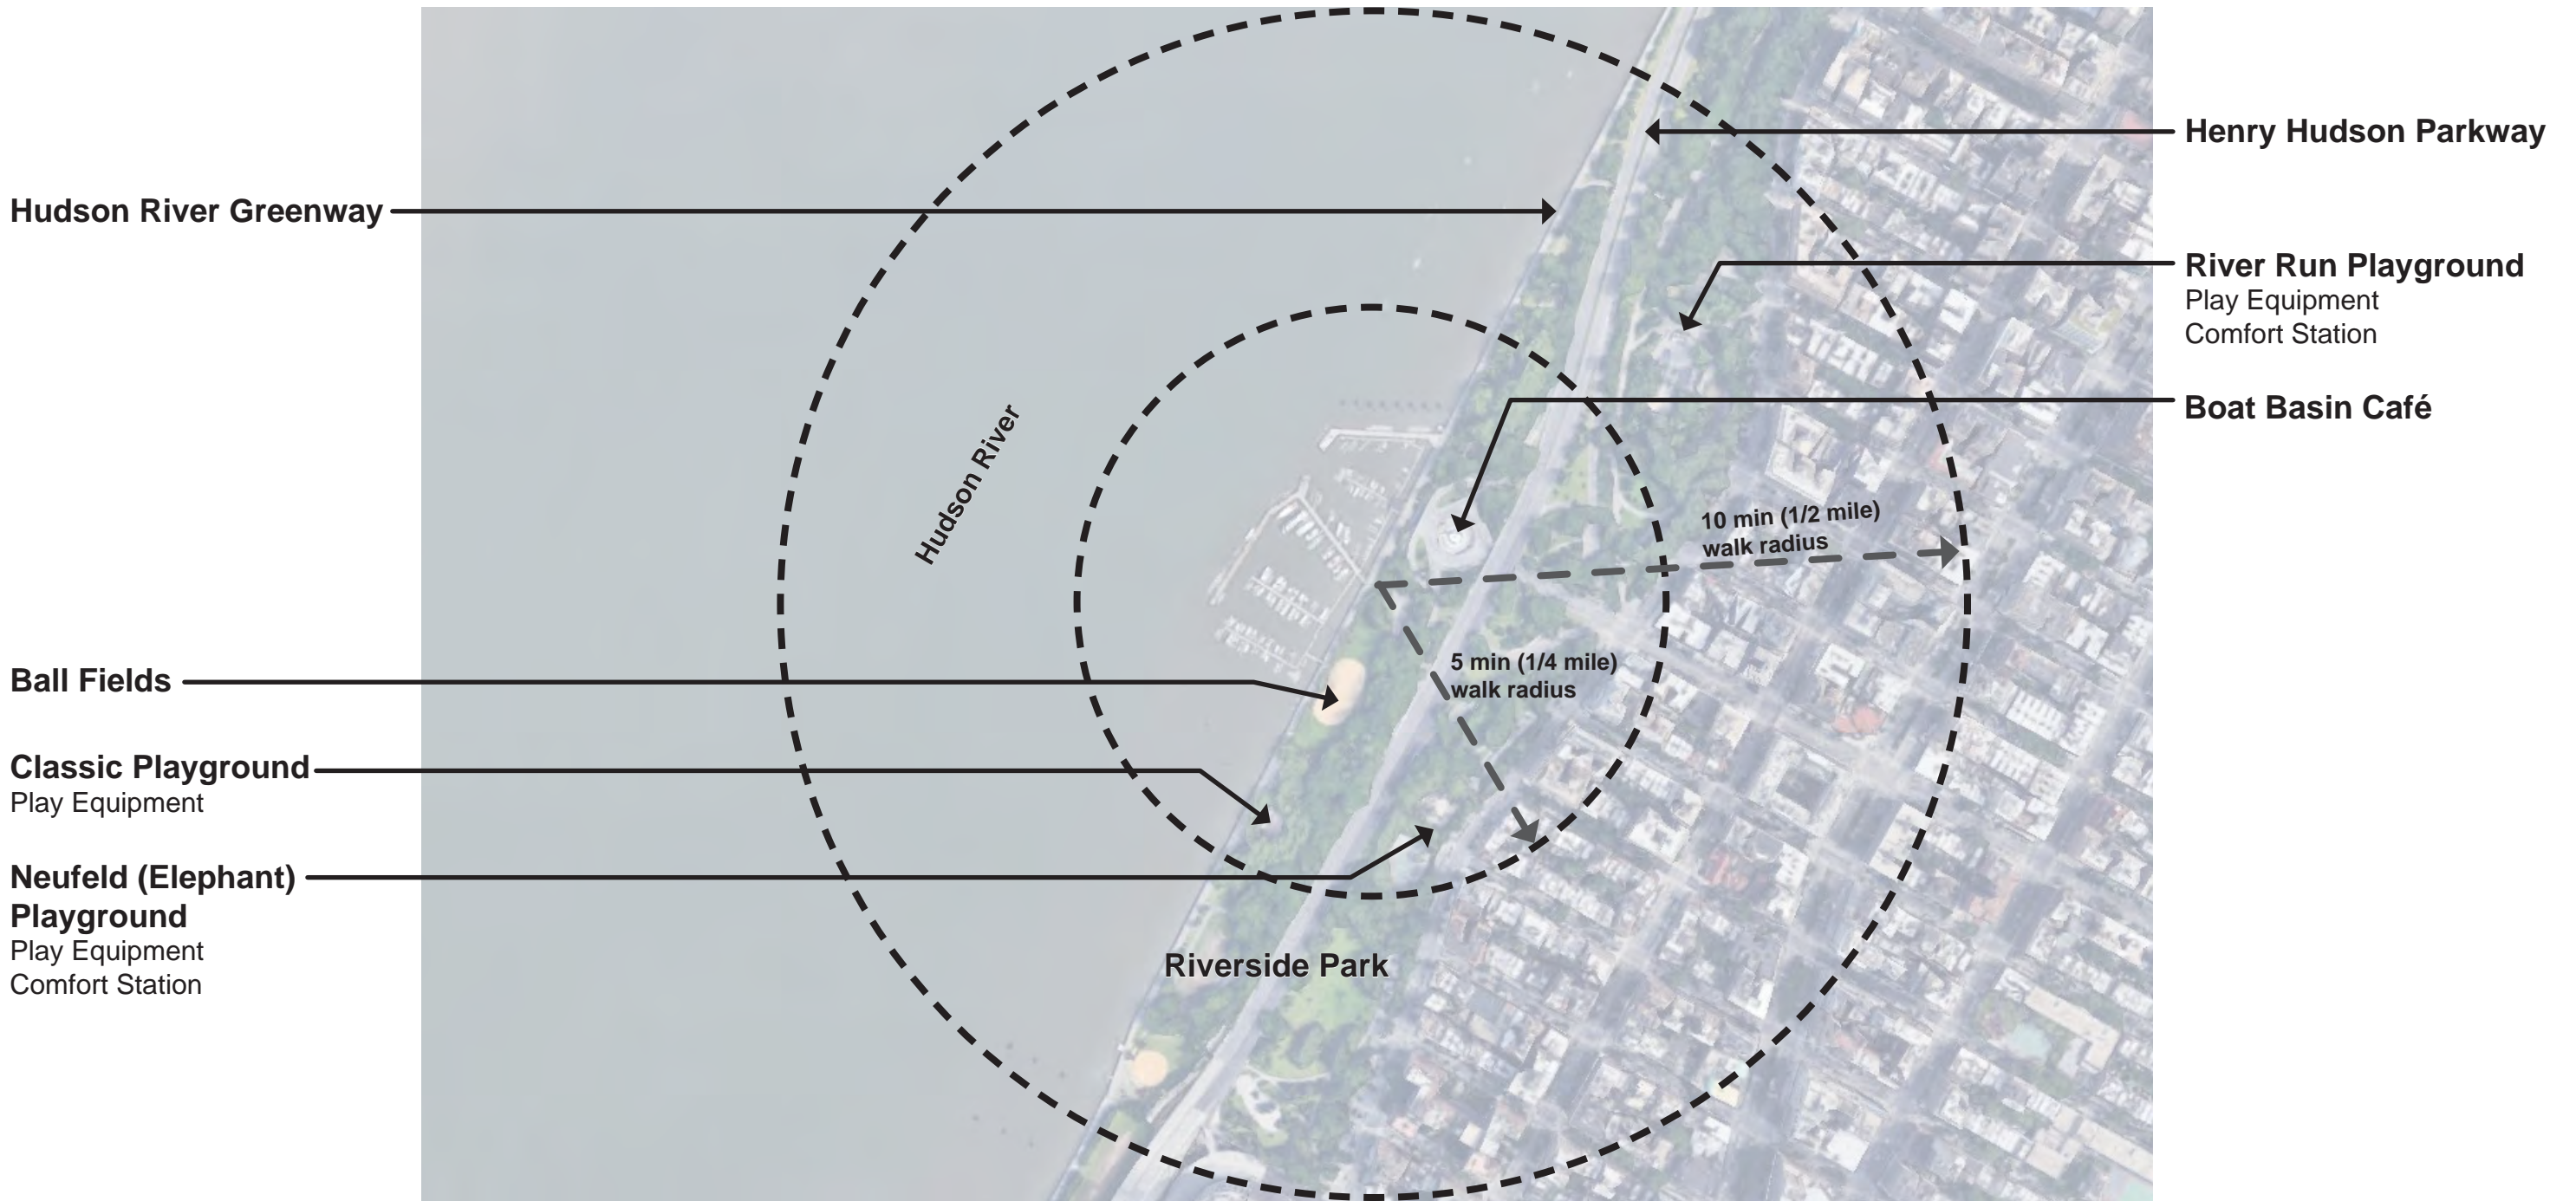 Henry Hudson Parkway
Hudson River Greenway
River Run Playground
Play Equipment
Comfort Station
Boat Basin Café
Hudson River
10 min (1/2 mile)
walk radius
5 min (1/4 mile)
walk radius
Ball Fields
Classic Playground
Play Equipment
Neufeld (Elephant)
Playground
Play Equipment
Comfort Station
Riverside Park